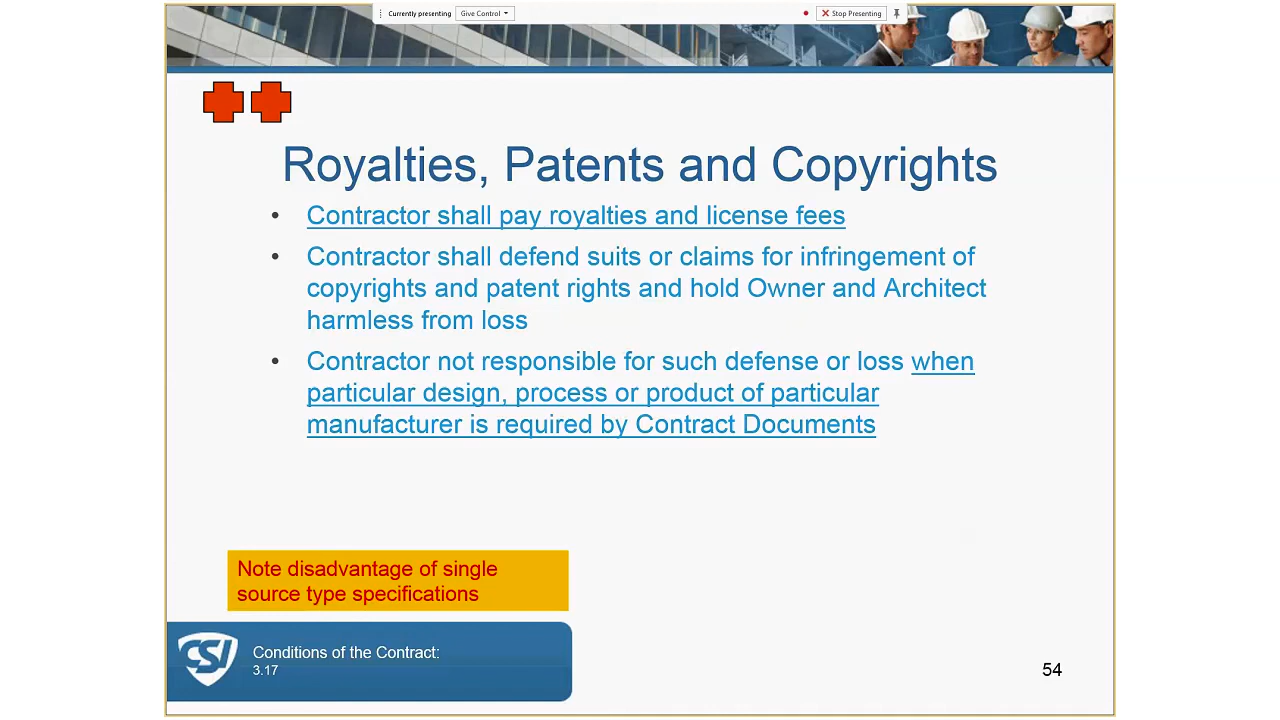 Currently presenting Give Control Stop Presenting
Royalties, Patents and Copyrights
• Contractor shall pay royalties and license fees
• Contractor shall defend suits or claims for infringement of
copyrights and patent rights and hold Owner and Architect
harmless from loss
• Contractor not responsible for such defense or loss when
particular design, process or product of particular
manufacturer is required by Contract Documents
Note disadvantage of single
source type specifications
CSI
Conditions of the Contract:
3.17
54